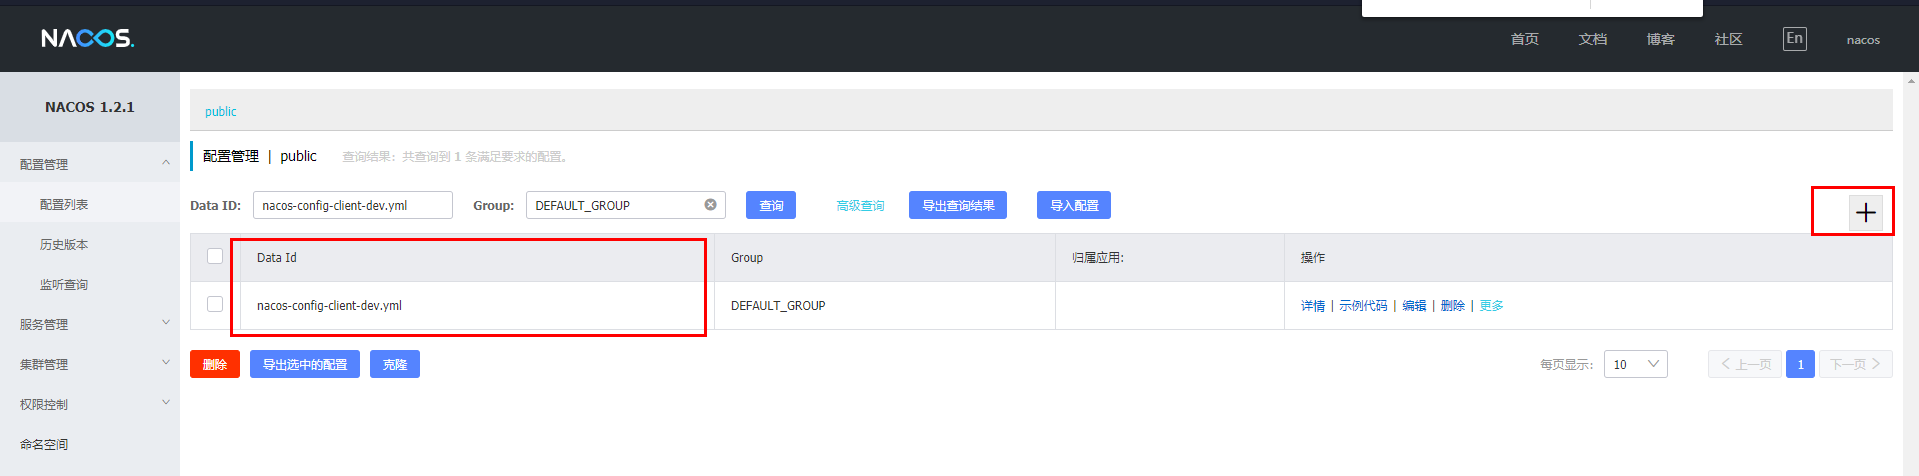 NACOS.
首页 文档 博客 社区 En nacos
NACOS 1.2.1
配置管理
配置列表
历史版本
监听查询
服务管理
集群管理
权限控制
命名空间
public
配置管理 | public 查询结果：共查询到 1 条满足要求的配置。
Data ID: nacos-config-client-dev.yml Group: DEFAULT_GROUP 查询 高级查询 导出查询结果 导入配置
Data Id Group 归属应用: 操作
nacos-config-client-dev.yml DEFAULT_GROUP 详情 | 示例代码 | 编辑 | 删除 | 更多
删除 导出选中的配置 克隆 每页显示: 10 上一页 1 下一页